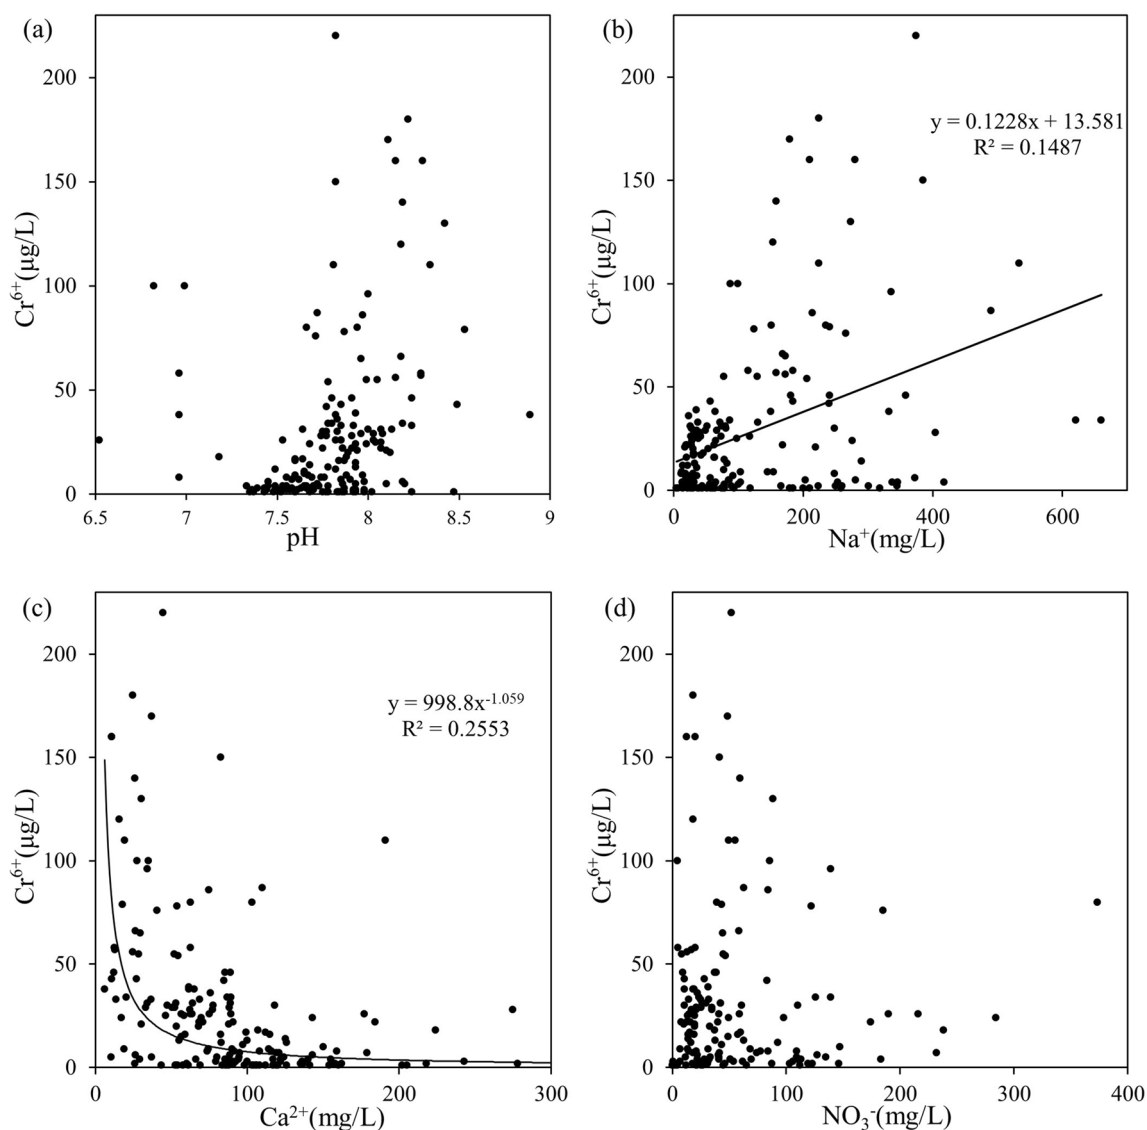 (a)
200
150
100
50
0
Cr⁶⁺(μg/L)
6.5 7 7.5 8 8.5 9
pH
(b)
200
150
100
50
0
Cr⁶⁺(μg/L)
y = 0.1228x + 13.581
R² = 0.1487
0 200 400 600
Na⁺(mg/L)
(c)
200
150
100
50
0
Cr⁶⁺(μg/L)
y = 998.8x⁻¹·⁰⁵⁹
R² = 0.2553
0 100 200 300
Ca²⁺(mg/L)
(d)
200
150
100
50
0
Cr⁶⁺(μg/L)
0 100 200 300 400
NO₃⁻(mg/L)